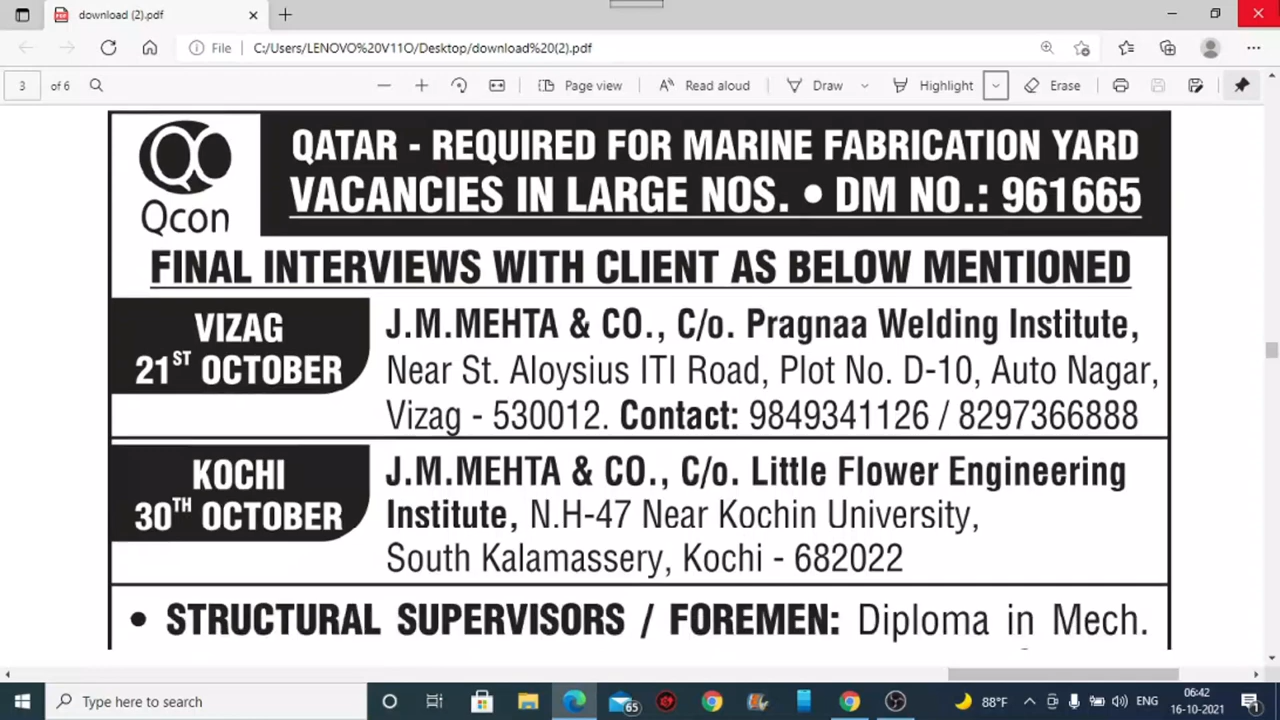 download (2).pdf
File C:/Users/LENOVO%20V11O/Desktop/download%20(2).pdf
3 of 6 Page view Read aloud Draw Highlight Erase
Qcon
QATAR - REQUIRED FOR MARINE FABRICATION YARD
VACANCIES IN LARGE NOS. • DM NO.: 961665
FINAL INTERVIEWS WITH CLIENT AS BELOW MENTIONED
VIZAG
21ST OCTOBER
J.M.MEHTA & CO., C/o. Pragnaa Welding Institute,
Near St. Aloysius ITI Road, Plot No. D-10, Auto Nagar,
Vizag - 530012. Contact: 9849341126 / 8297366888
KOCHI
30TH OCTOBER
J.M.MEHTA & CO., C/o. Little Flower Engineering
Institute, N.H-47 Near Kochin University,
South Kalamassery, Kochi - 682022
• STRUCTURAL SUPERVISORS / FOREMEN: Diploma in Mech.
Type here to search
65
88°F ENG
06:42
16-10-2021
1